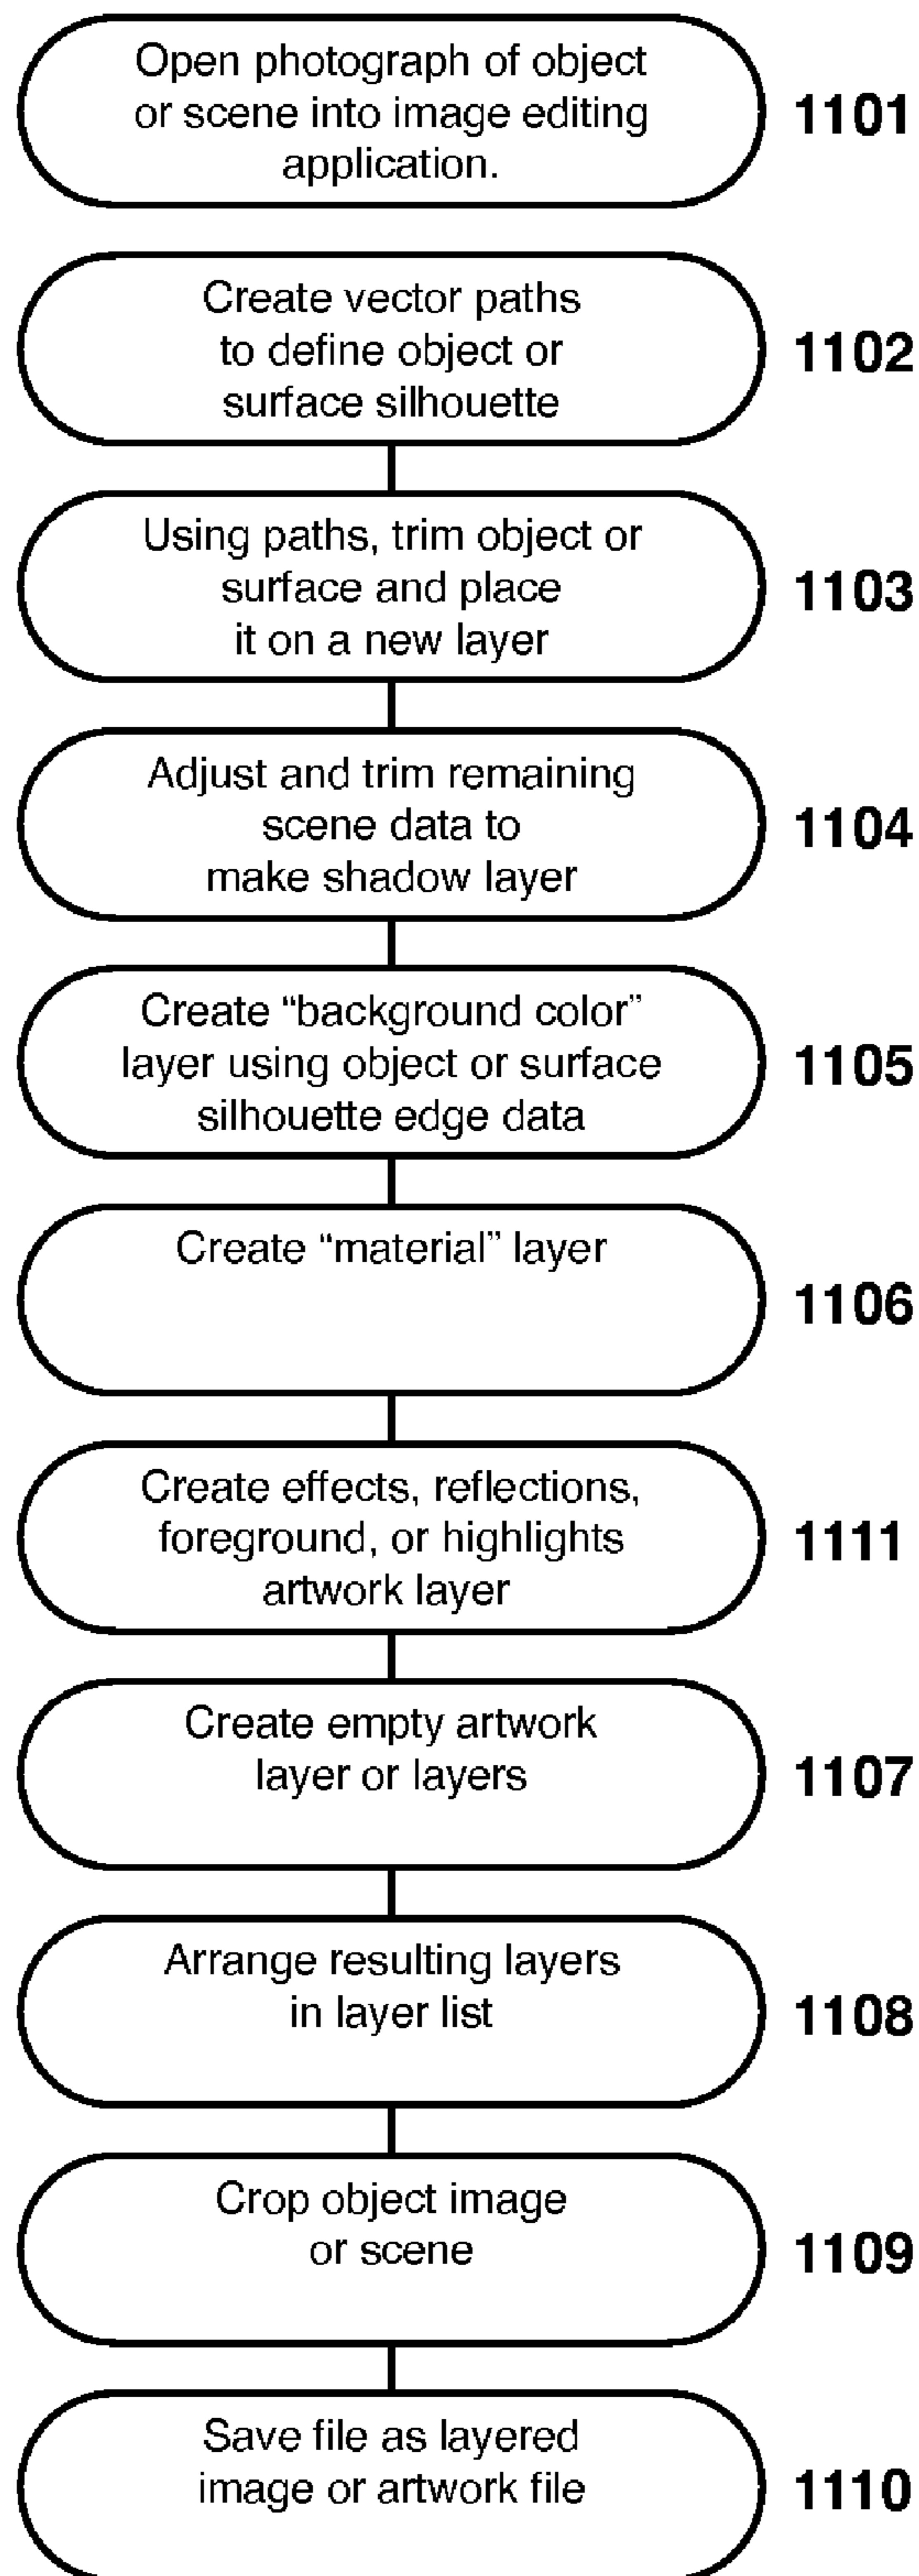 Open photograph of object
or scene into image editing
application.
1101
Create vector paths
to define object or
surface silhouette
1102
Using paths, trim object or
surface and place
it on a new layer
1103
Adjust and trim remaining
scene data to
make shadow layer
1104
Create “background color”
layer using object or surface
silhouette edge data
1105
Create “material” layer
1106
Create effects, reflections,
foreground, or highlights
artwork layer
1111
Create empty artwork
layer or layers
1107
Arrange resulting layers
in layer list
1108
Crop object image
or scene
1109
Save file as layered
image or artwork file
1110